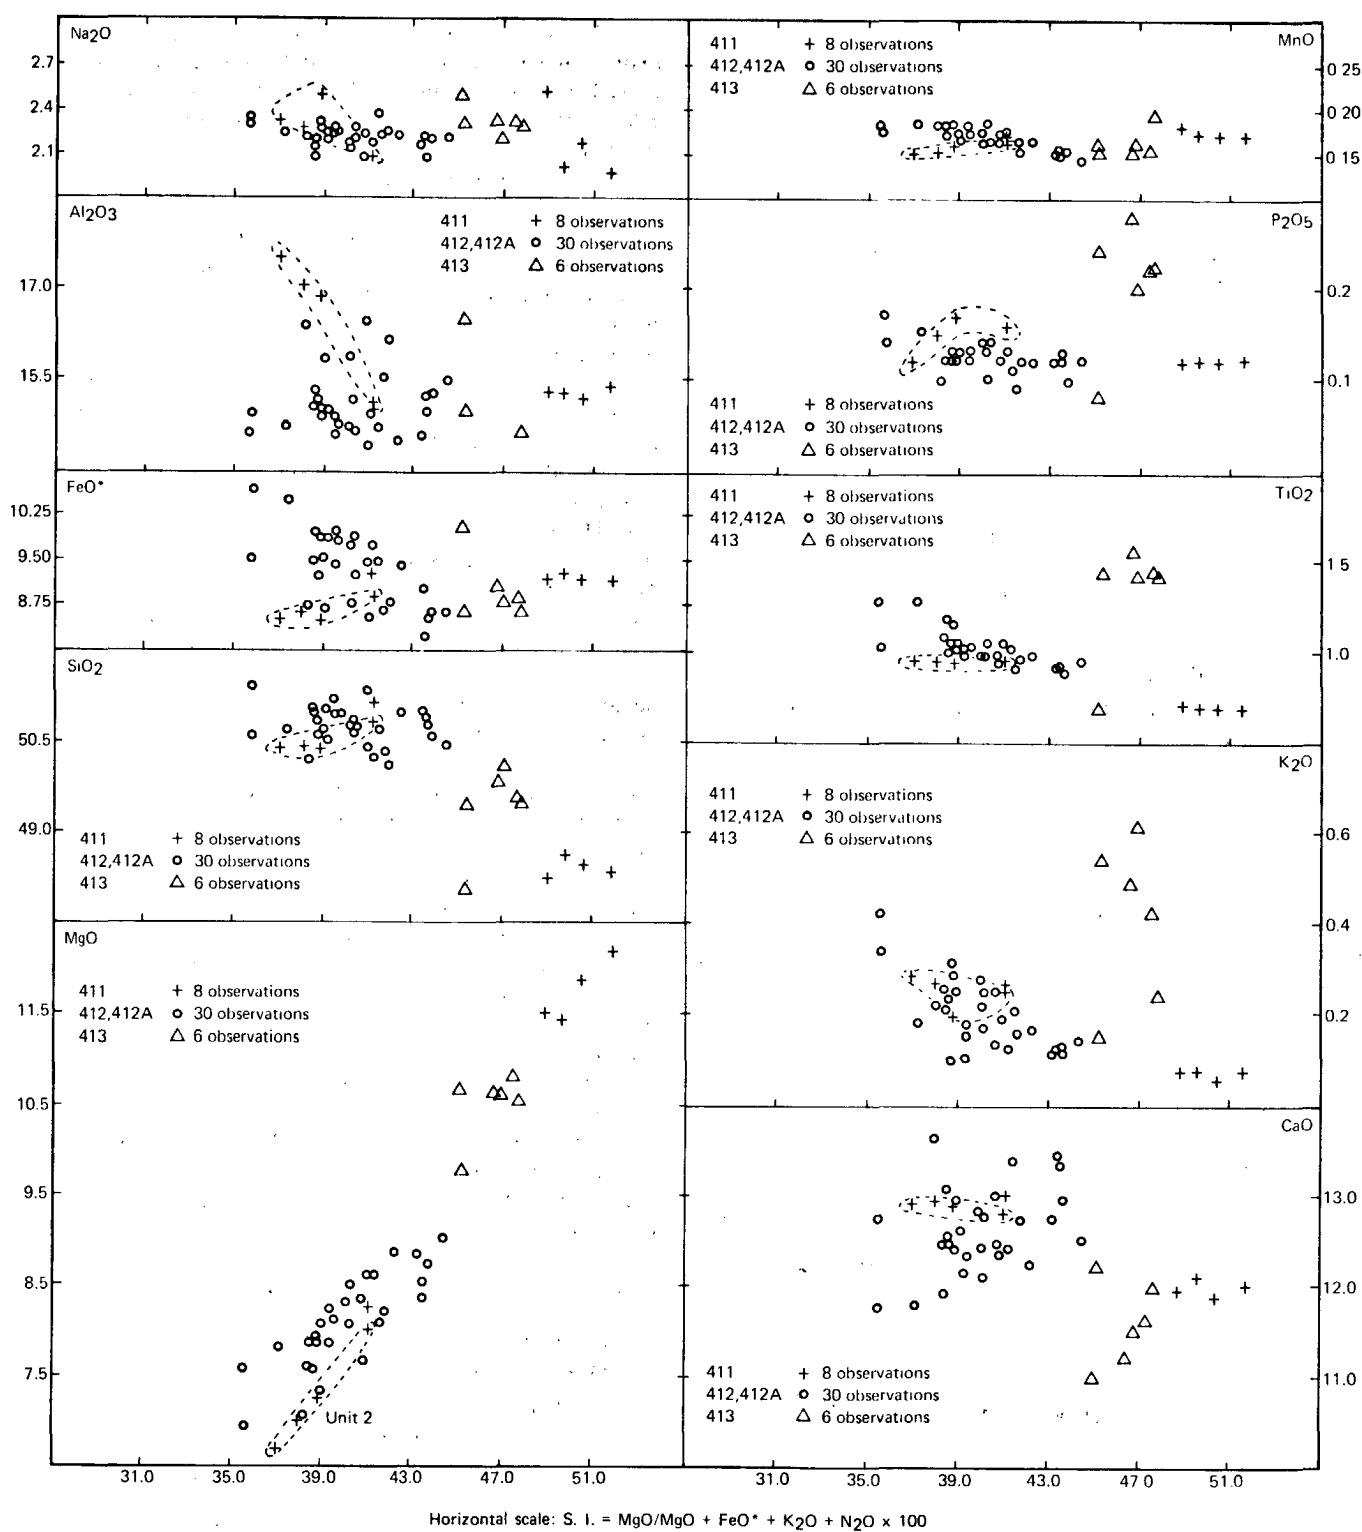 Na2O
2.7
2.4
2.1
Al2O3
411 + 8 observations
412,412A o 30 observations
413 △ 6 observations
17.0
15.5
FeO*
10.25
9.50
8.75
SiO2
50.5
49.0
411 + 8 observations
412,412A o 30 observations
413 △ 6 observations
MgO
411 + 8 observations
412,412A o 30 observations
413 △ 6 observations
11.5
10.5
9.5
8.5
7.5
Unit 2
31.0 35.0 39.0 43.0 47.0 51.0
411 + 8 observations
412,412A o 30 observations
413 △ 6 observations
MnO
0 25
0 20
0 15
P2O5
0.2
0.1
411 + 8 observations
412,412A o 30 observations
413 △ 6 observations
411 + 8 observations
412,412A o 30 observations
413 △ 6 observations
TiO2
1 5
1.0
K2O
411 + 8 observations
412,412A o 30 observations
413 △ 6 observations
0.6
0.4
0.2
CaO
13.0
12.0
11.0
411 + 8 observations
412,412A o 30 observations
413 △ 6 observations
31.0 35.0 39.0 43.0 47 0 51.0
Horizontal scale: S. I. = MgO/MgO + FeO* + K2O + N2O x 100